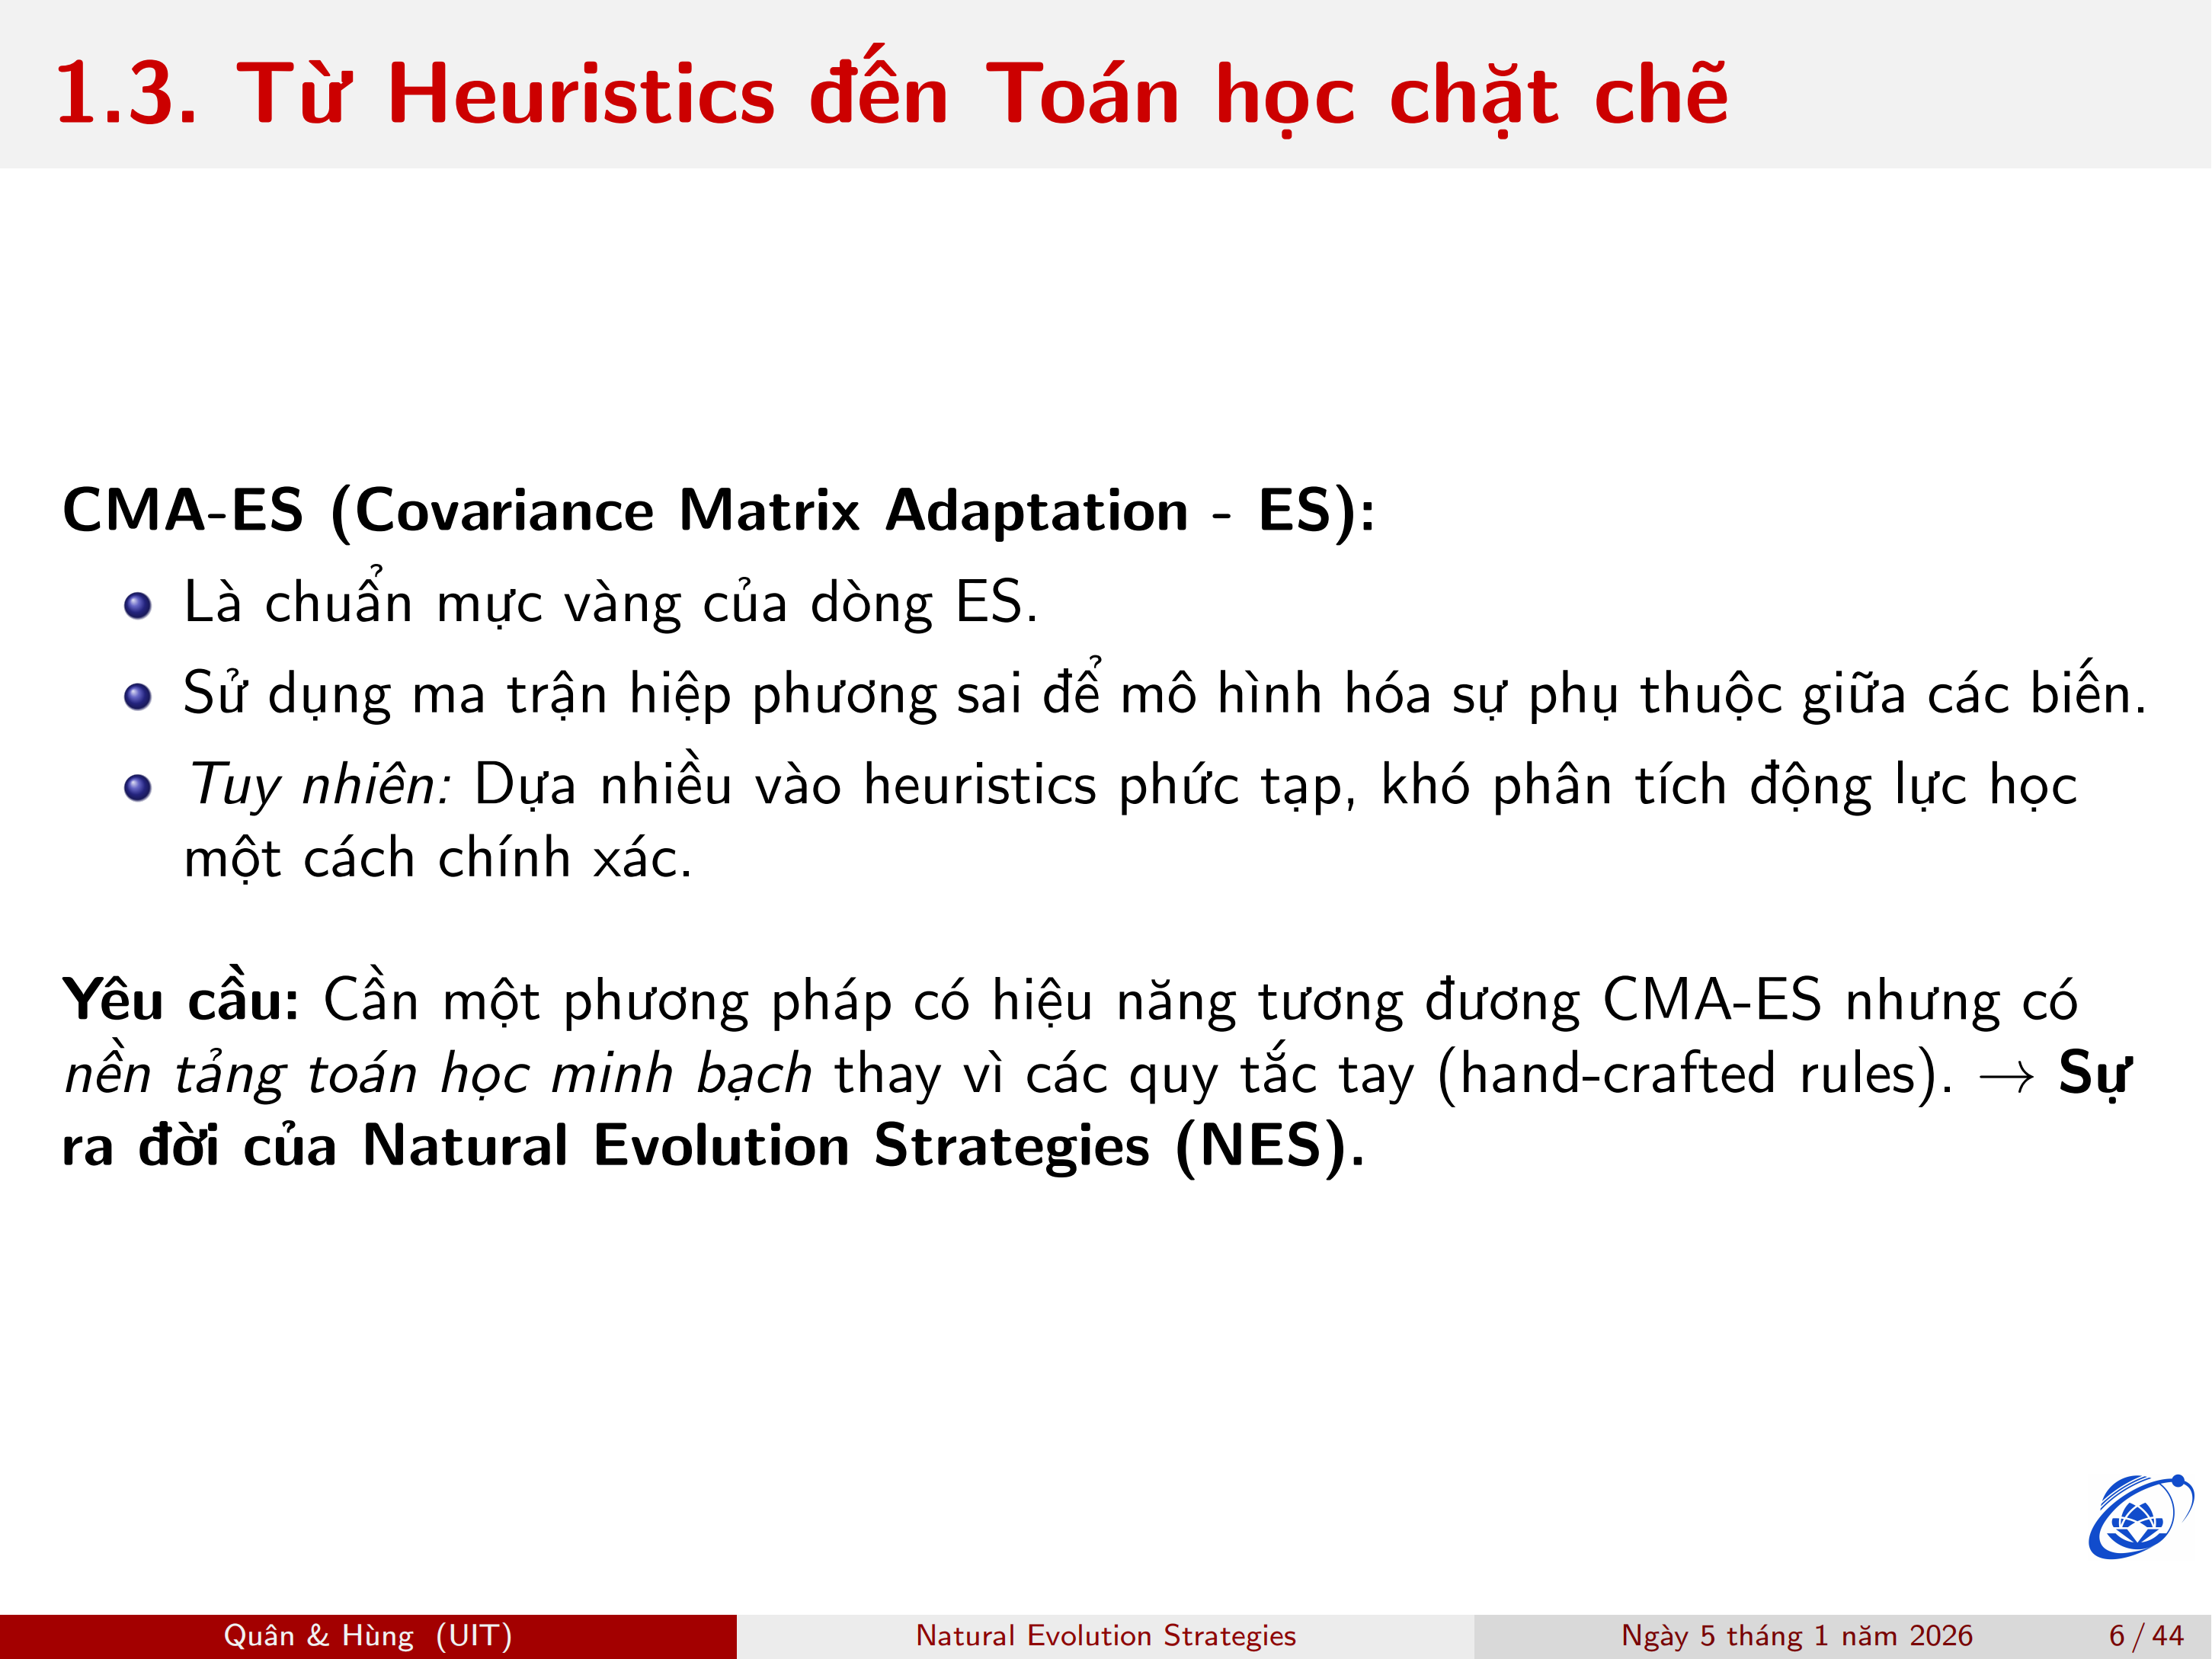 1.3. Từ Heuristics đến Toán học chặt chẽ
CMA-ES (Covariance Matrix Adaptation - ES):
Là chuẩn mực vàng của dòng ES.
Sử dụng ma trận hiệp phương sai để mô hình hóa sự phụ thuộc giữa các biến.
Tuy nhiên: Dựa nhiều vào heuristics phức tạp, khó phân tích động lực học
một cách chính xác.
Yêu cầu: Cần một phương pháp có hiệu năng tương đương CMA-ES nhưng có
nền tảng toán học minh bạch thay vì các quy tắc tay (hand-crafted rules). → Sự
ra đời của Natural Evolution Strategies (NES).
Quân & Hùng (UIT)
Natural Evolution Strategies
Ngày 5 tháng 1 năm 2026
6 / 44